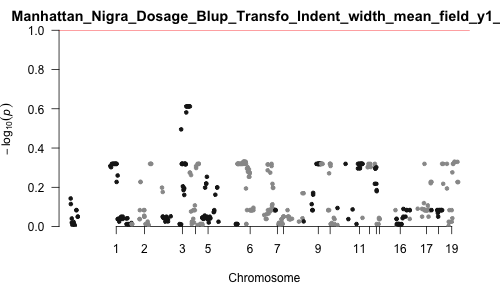 Manhattan_Nigra_Dosage_Blup_Transfo_Indent_width_mean_field_y1_
1.0
0.8
0.6
0.4
0.2
0.0
− log10(p)
1 2 3 5 6 7 9 11 16 17 19
Chromosome